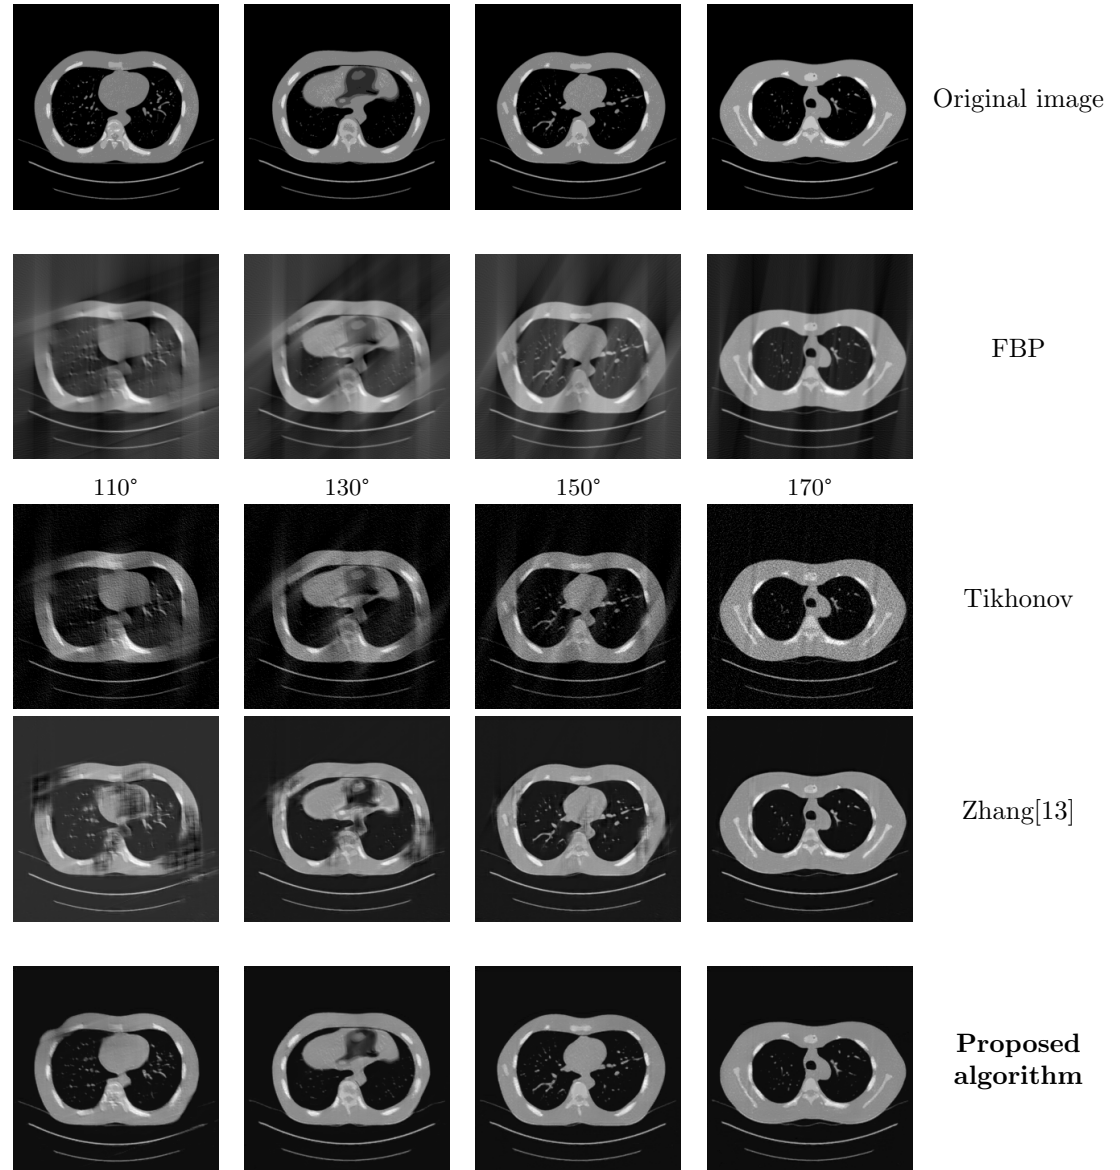 Original image
FBP
110° 130° 150° 170°
Tikhonov
Zhang[13]
Proposed
algorithm